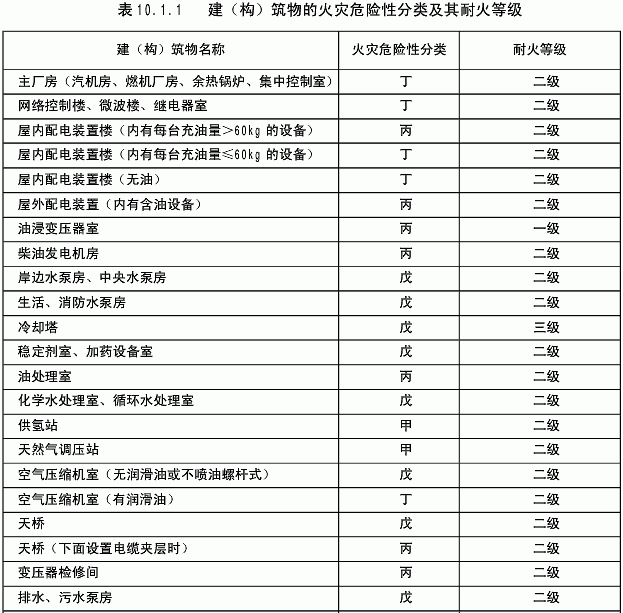 表10.1.1 建（构）筑物的火灾危险性分类及其耐火等级
建（构）筑物名称 火灾危险性分类 耐火等级
主厂房（汽机房、燃机厂房、余热锅炉、集中控制室） 丁 二级
网络控制楼、微波楼、继电器室 丁 二级
屋内配电装置楼（内有每台充油量＞60kg的设备） 丙 二级
屋内配电装置楼（内有每台充油量≤60kg的设备） 丁 二级
屋内配电装置楼（无油） 丁 二级
屋外配电装置（内有含油设备） 丙 二级
油浸变压器室 丙 一级
柴油发电机房 丙 二级
岸边水泵房、中央水泵房 戊 二级
生活、消防水泵房 戊 二级
冷却塔 戊 三级
稳定剂室、加药设备室 戊 二级
油处理室 丙 二级
化学水处理室、循环水处理室 戊 二级
供氢站 甲 二级
天然气调压站 甲 二级
空气压缩机室（无润滑油或不喷油螺杆式） 戊 二级
空气压缩机室（有润滑油） 丁 二级
天桥 戊 二级
天桥（下面设置电缆夹层时） 丙 二级
变压器检修间 丙 二级
排水、污水泵房 戊 二级